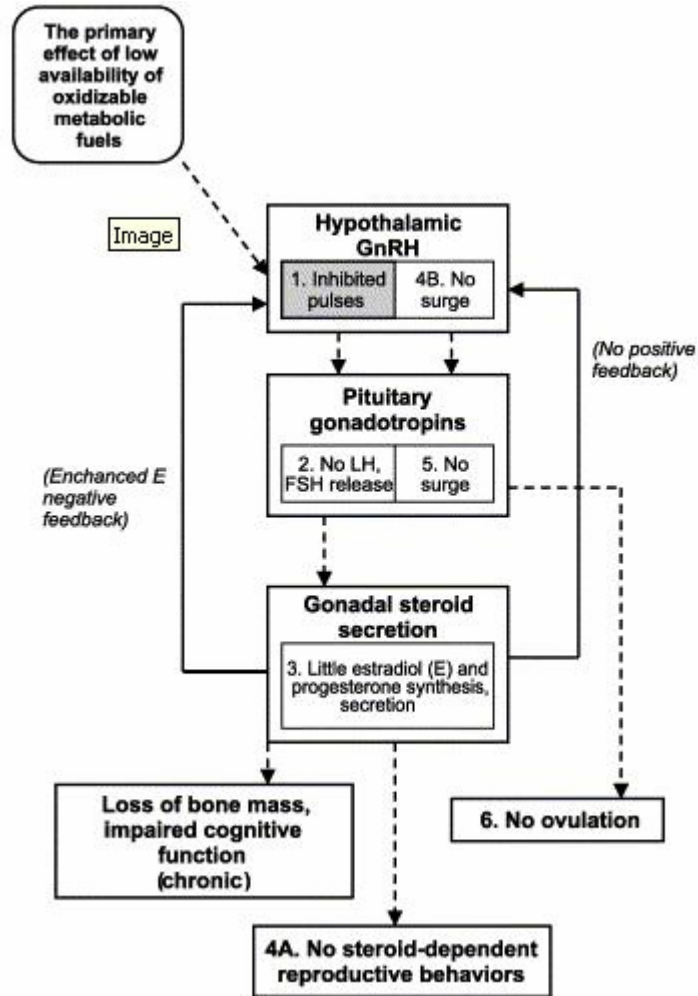 The primary
effect of low
availability of
oxidizable
metabolic
fuels
Image
Hypothalamic
GnRH
1. Inhibited
pulses
4B. No
surge
(No positive
feedback)
Pituitary
gonadotropins
2. No LH,
FSH release
5. No
surge
(Enchanced E
negative
feedback)
Gonadal steroid
secretion
3. Little estradiol (E) and
progesterone synthesis,
secretion
Loss of bone mass,
impaired cognitive
function
(chronic)
6. No ovulation
4A. No steroid-dependent
reproductive behaviors